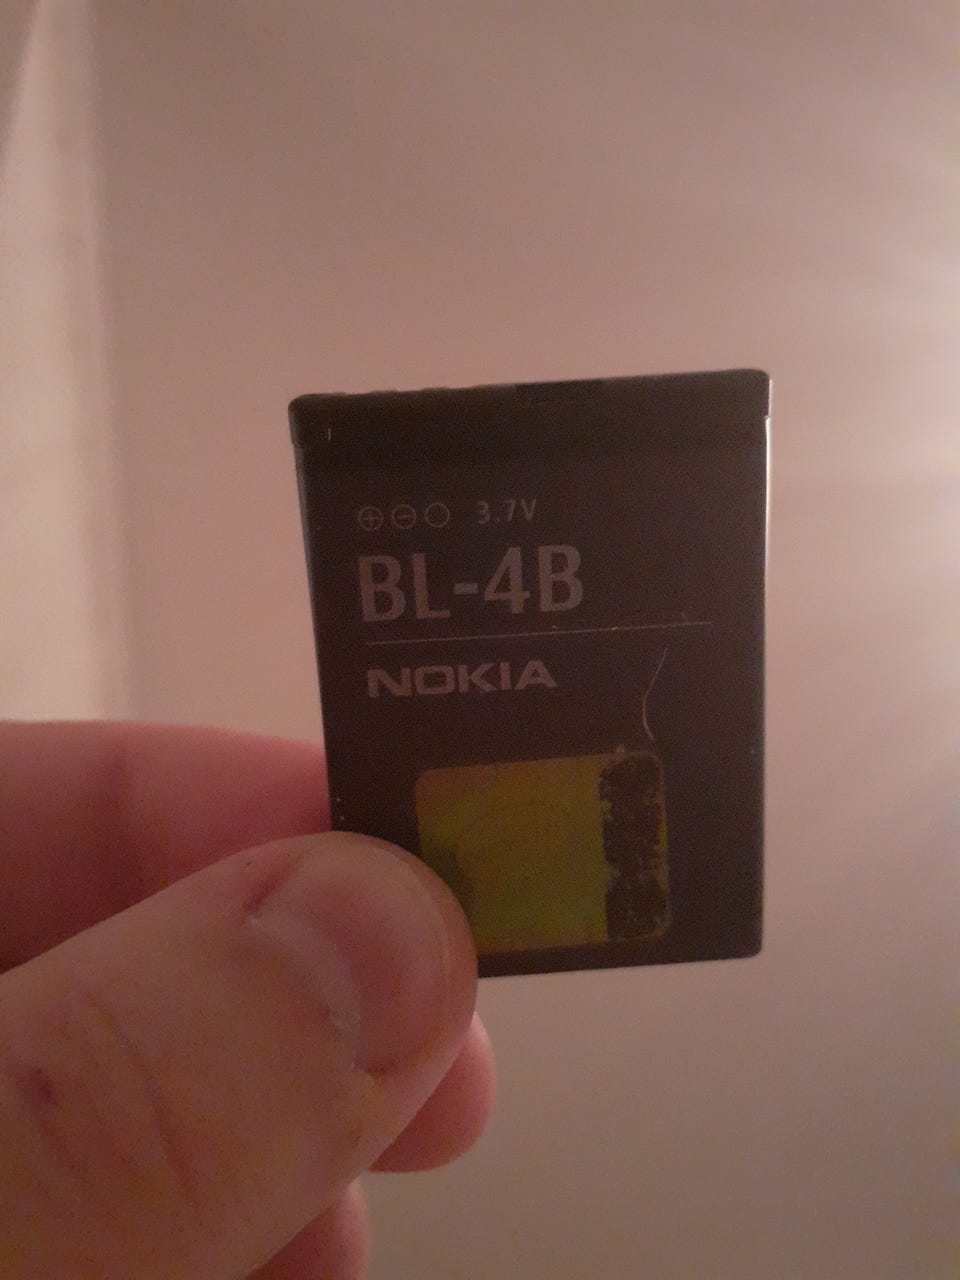 ⊕⊖○ 3.7V
BL-4B
NOKIA